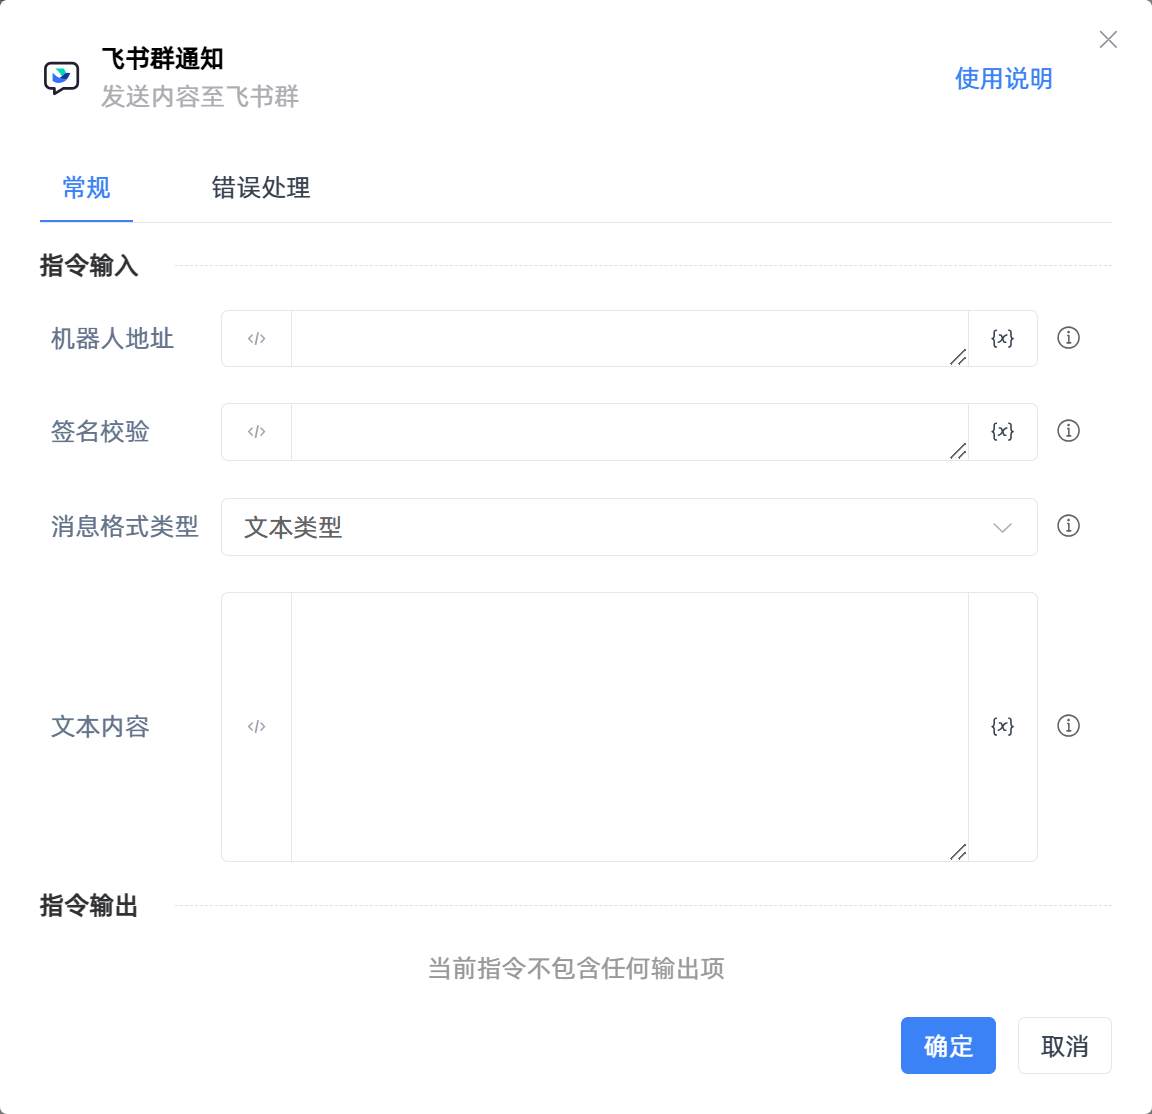 飞书群通知
发送内容至飞书群
使用说明
常规
错误处理
指令输入
机器人地址
</>
{x}
签名校验
</>
{x}
消息格式类型
文本类型
文本内容
</>
{x}
指令输出
当前指令不包含任何输出项
确定
取消